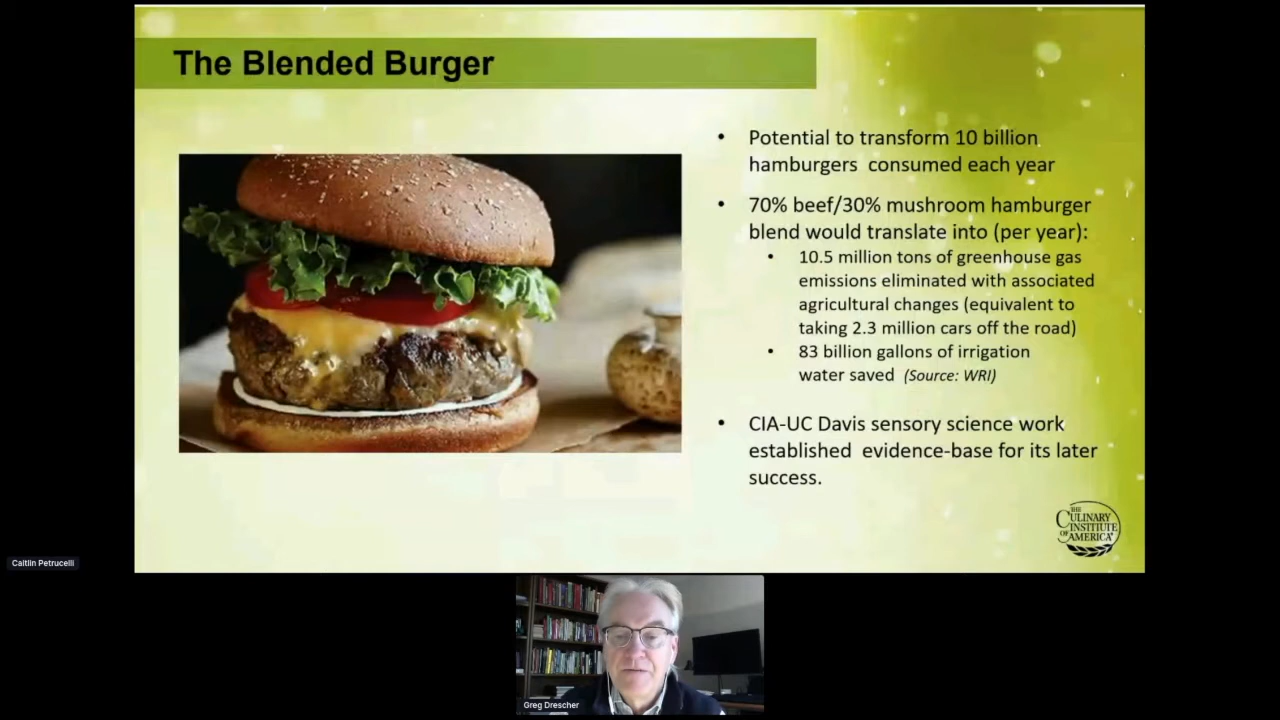 The Blended Burger
• Potential to transform 10 billion
hamburgers consumed each year
• 70% beef/30% mushroom hamburger
blend would translate into (per year):
• 10.5 million tons of greenhouse gas
emissions eliminated with associated
agricultural changes (equivalent to
taking 2.3 million cars off the road)
• 83 billion gallons of irrigation
water saved (Source: WRI)
• CIA-UC Davis sensory science work
established evidence-base for its later
success.
THE
CULINARY
INSTITUTE
OF AMERICA
Caitlin Petrucelli
Greg Drescher